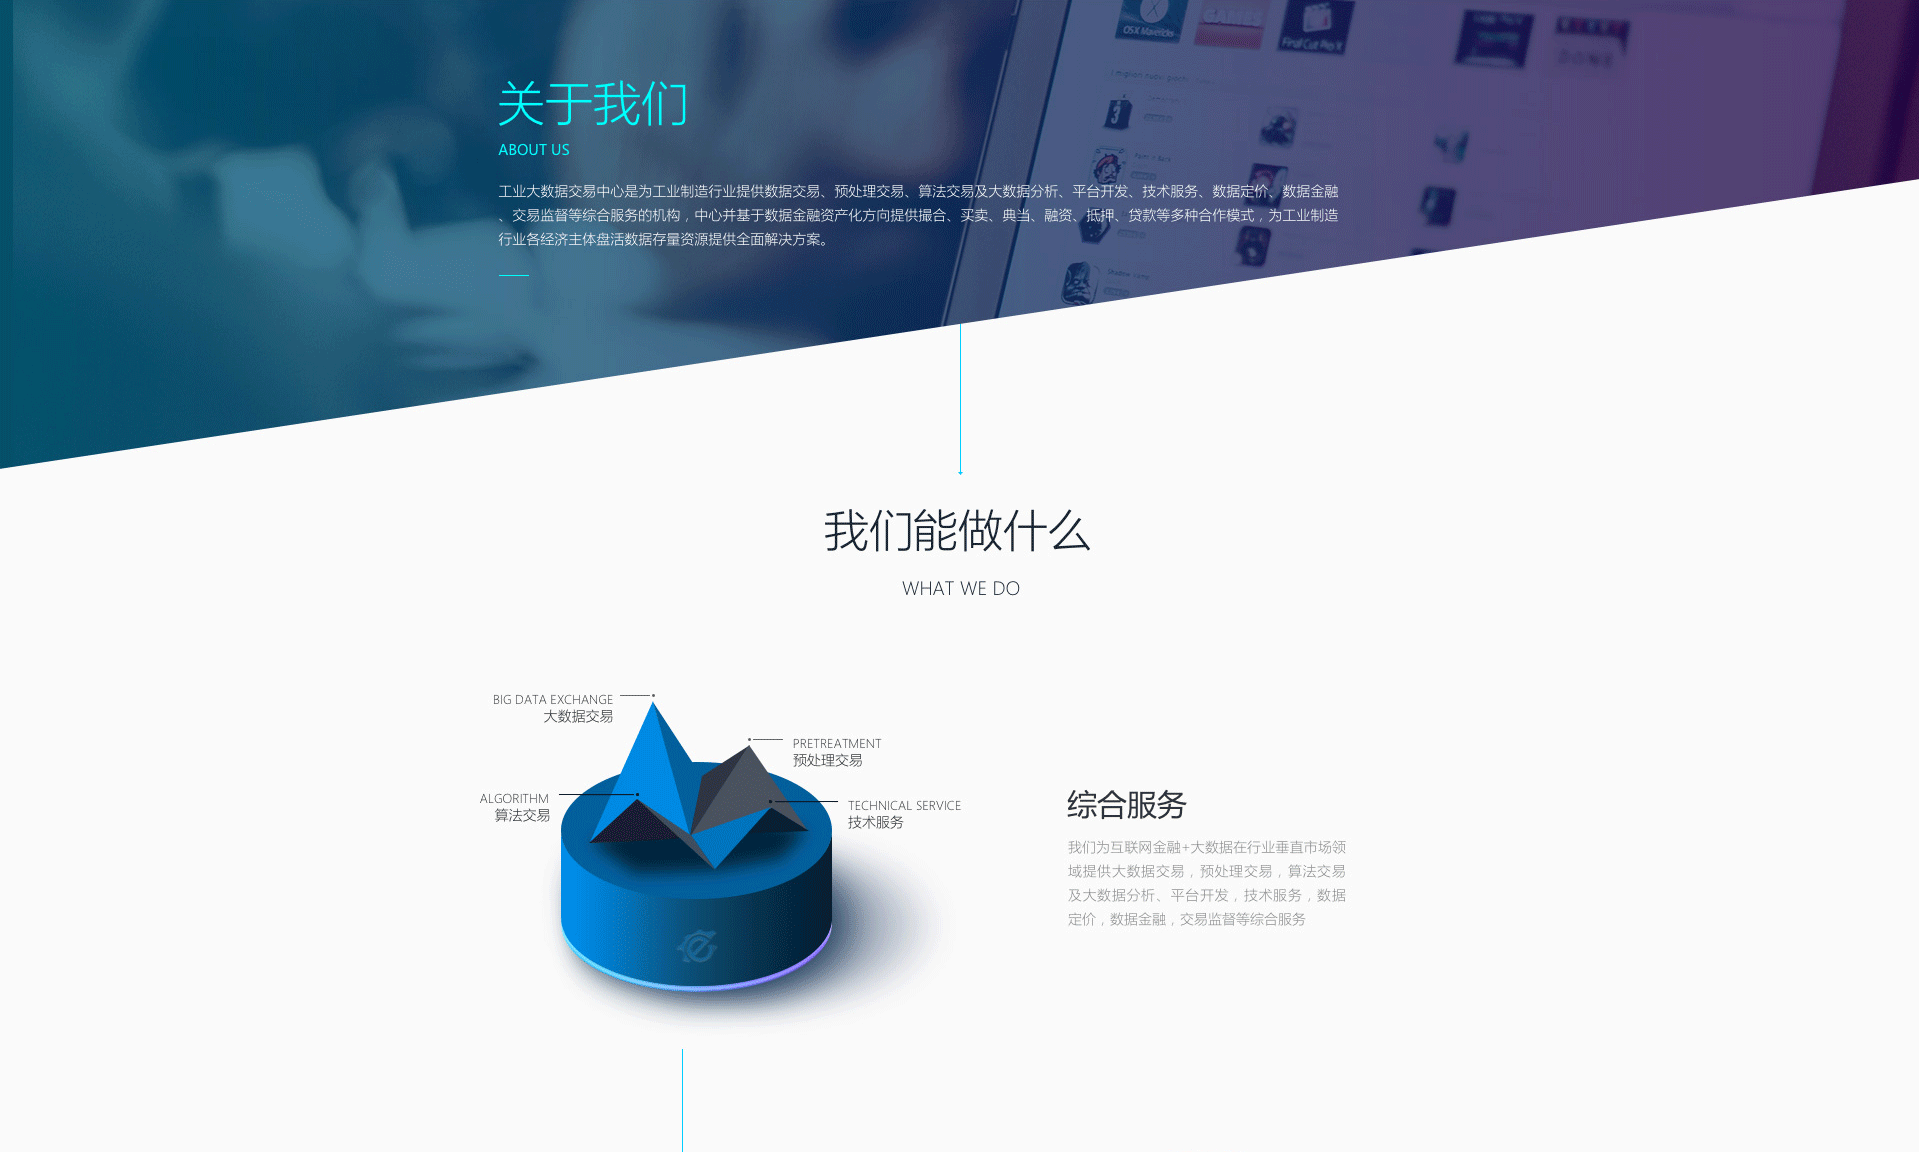 OSX Mavericks
GAMES
Final Cut Pro X
关于我们
ABOUT US
工业大数据交易中心是为工业制造行业提供数据交易、预处理交易、算法交易及大数据分析、平台开发、技术服务、数据定价、数据金融
、交易监督等综合服务的机构，中心并基于数据金融资产化方向提供撮合、买卖、典当、融资、抵押、贷款等多种合作模式，为工业制造
行业各经济主体盘活数据存量资源提供全面解决方案。
我们能做什么
WHAT WE DO
BIG DATA EXCHANGE
大数据交易
PRETREATMENT
预处理交易
ALGORITHM
算法交易
TECHNICAL SERVICE
技术服务
综合服务
我们为互联网金融+大数据在行业垂直市场领
域提供大数据交易，预处理交易，算法交易
及大数据分析、平台开发，技术服务，数据
定价，数据金融，交易监督等综合服务